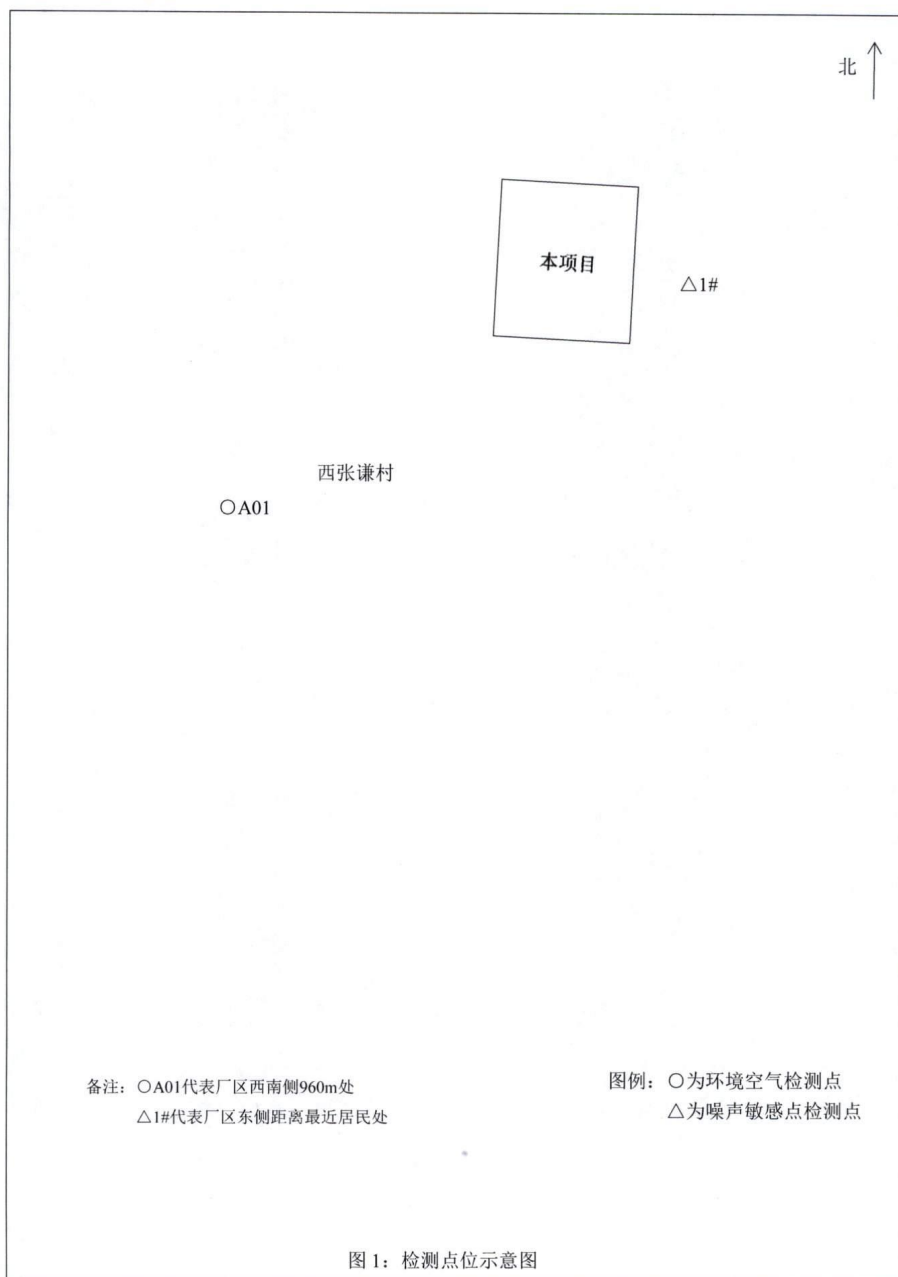 北
本项目
△1#
西张谦村
○A01
备注：○A01代表厂区西南侧960m处
△1#代表厂区东侧距离最近居民处
图例：○为环境空气检测点
△为噪声敏感点检测点
图 1：检测点位示意图